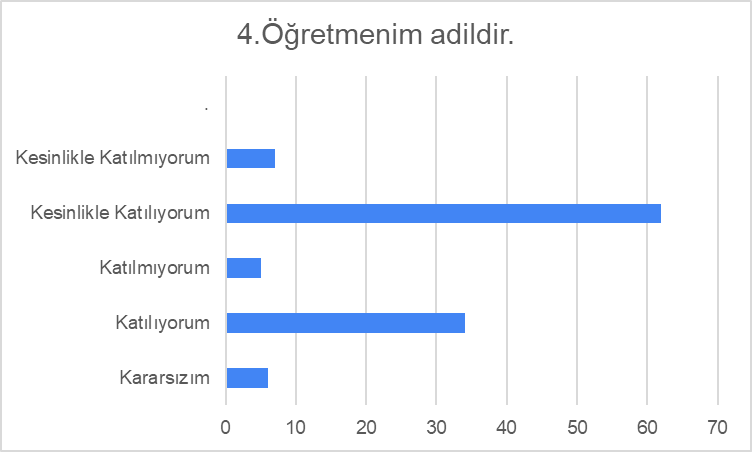 4.Öğretmenim adildir.
.
Kesinlikle Katılmıyorum
Kesinlikle Katılıyorum
Katılmıyorum
Katılıyorum
Kararsızım
0 10 20 30 40 50 60 70